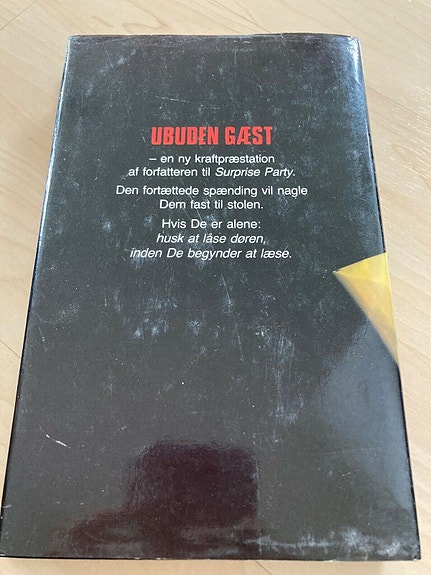 UBUDEN GÆST
– en ny kraftpræstation
af forfatteren til Surprise Party.
Den fortættede spænding vil nagle
Dem fast til stolen.
Hvis De er alene:
husk at låse døren,
inden De begynder at læse.